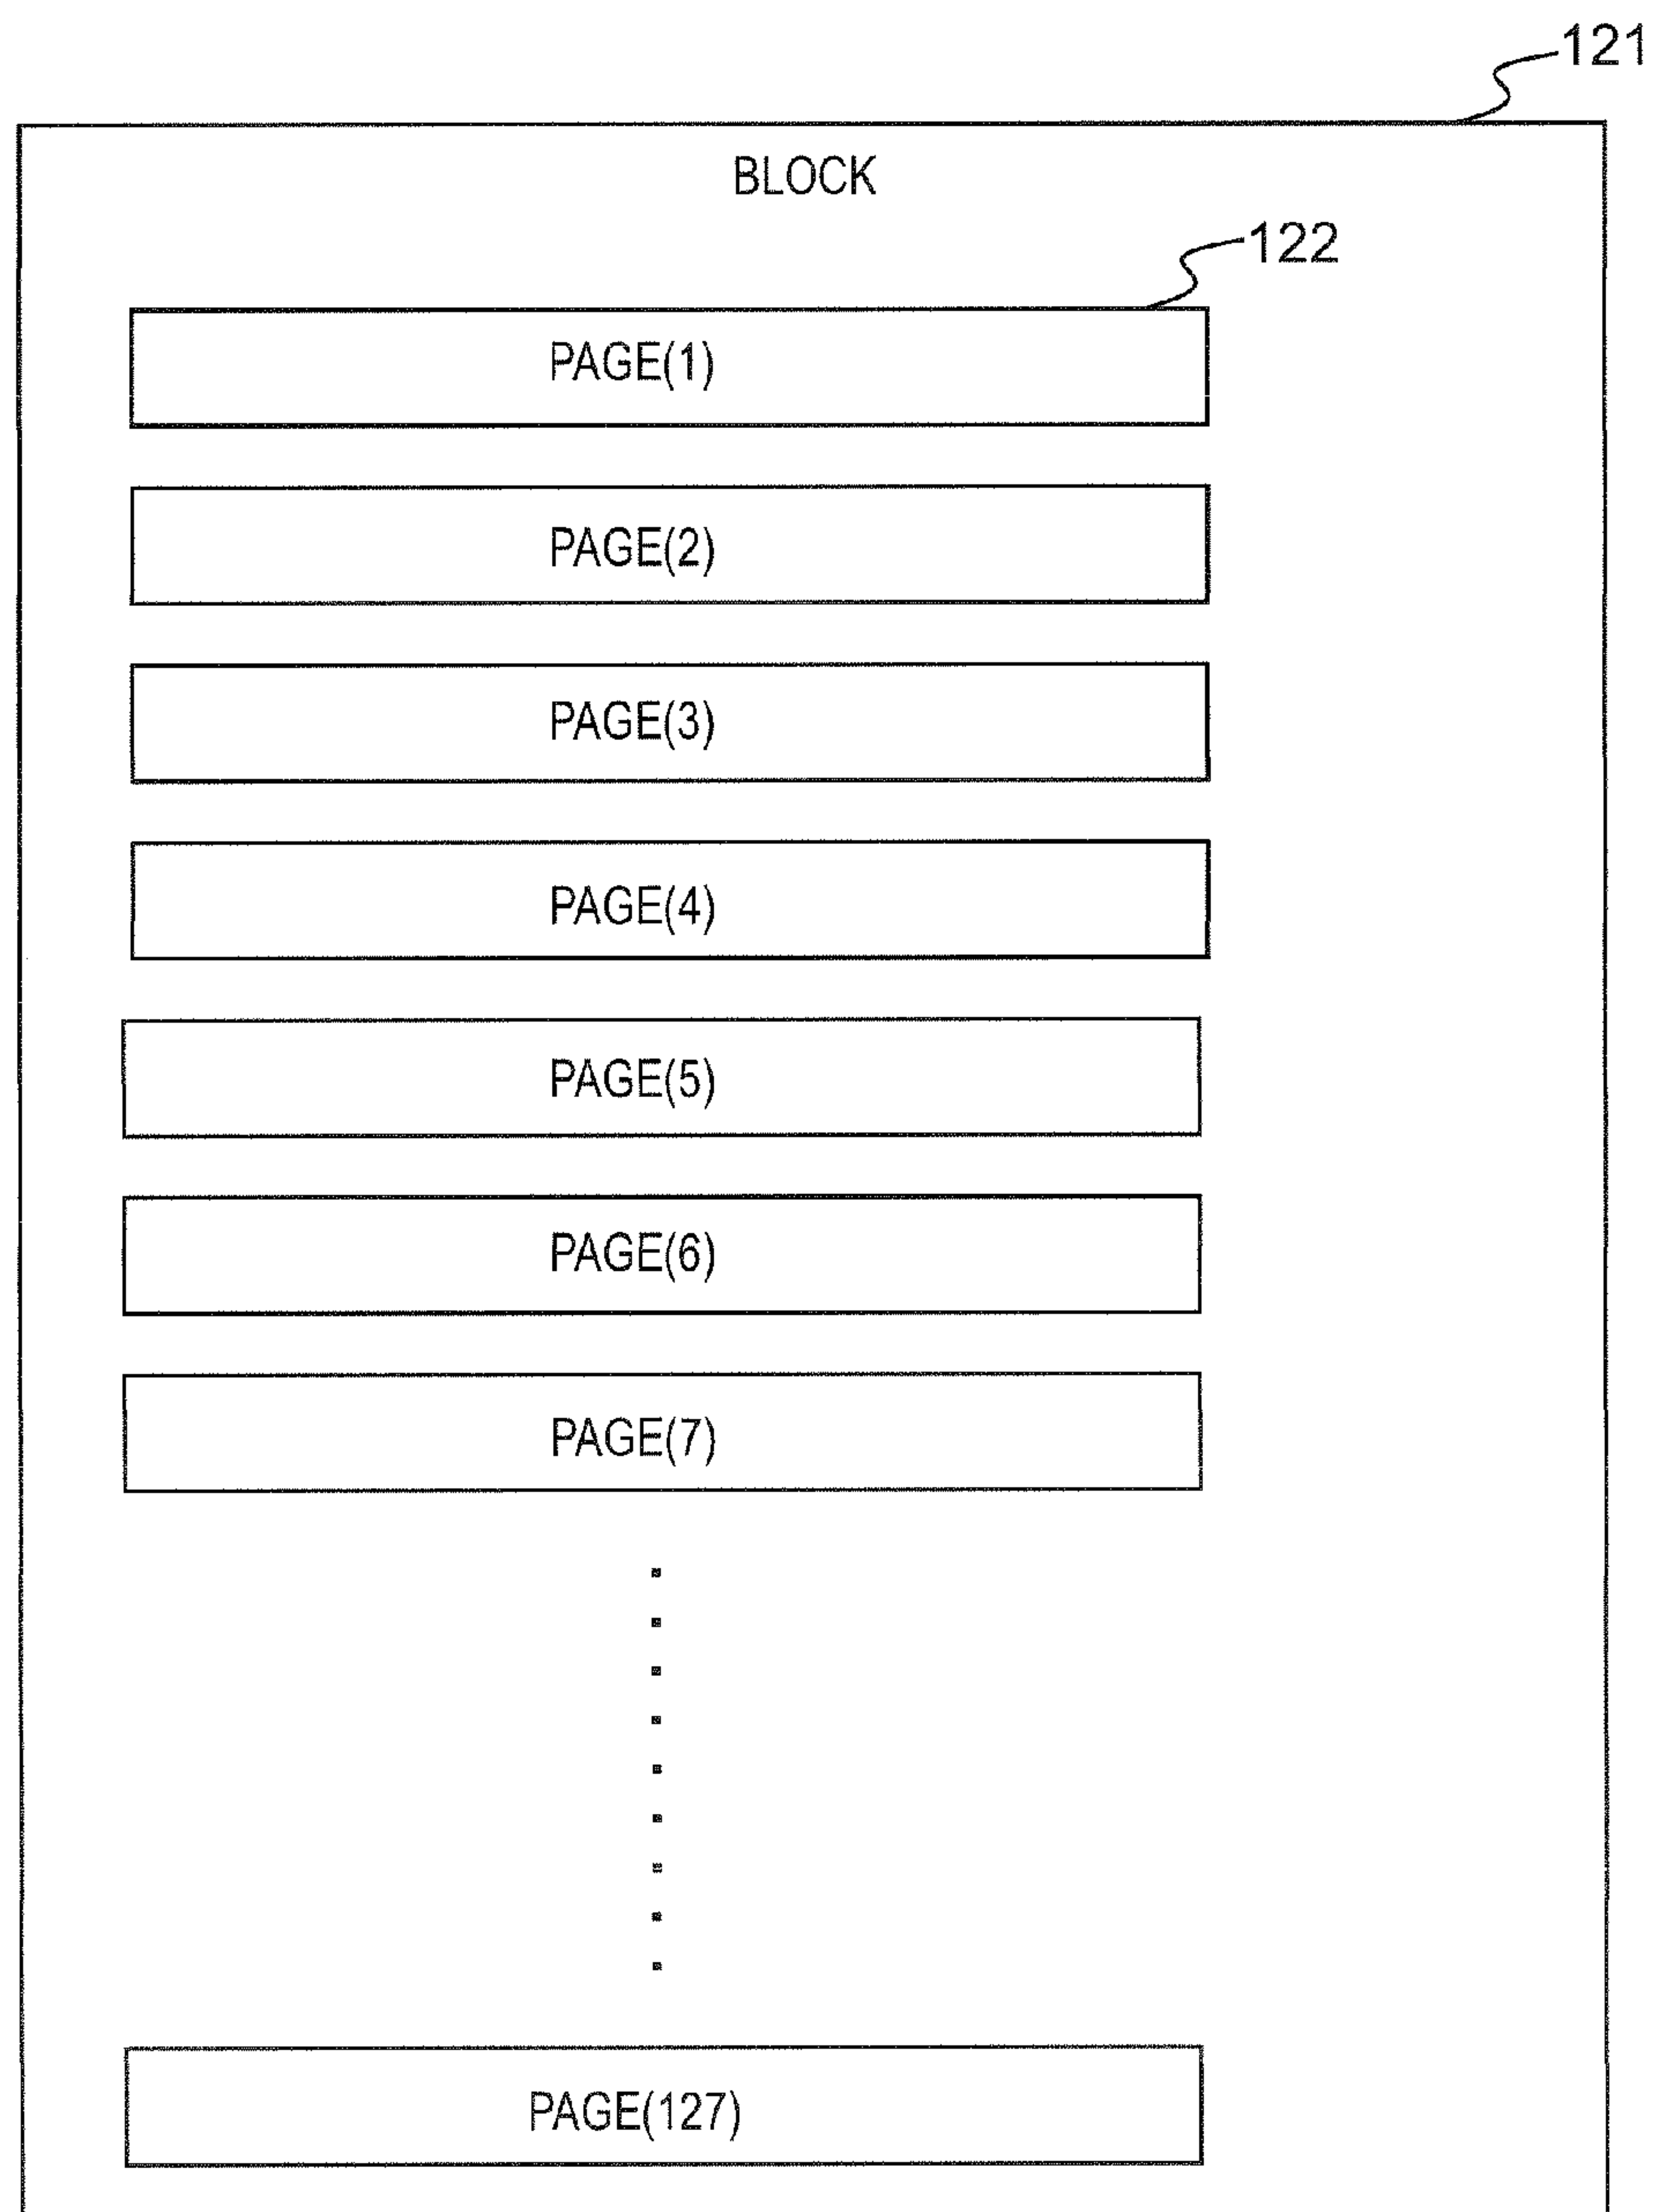 121
BLOCK
122
PAGE(1)
PAGE(2)
PAGE(3)
PAGE(4)
PAGE(5)
PAGE(6)
PAGE(7)
PAGE(127)